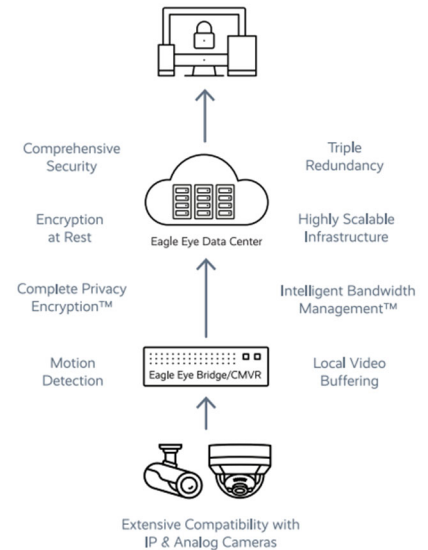 Comprehensive
Security
Triple
Redundancy
Encryption
at Rest
Eagle Eye Data Center
Highly Scalable
Infrastructure
Complete Privacy
Encryption™
Intelligent Bandwidth
Management™
Motion
Detection
Eagle Eye Bridge/CMVR
Local Video
Buffering
Extensive Compatibility with
IP & Analog Cameras